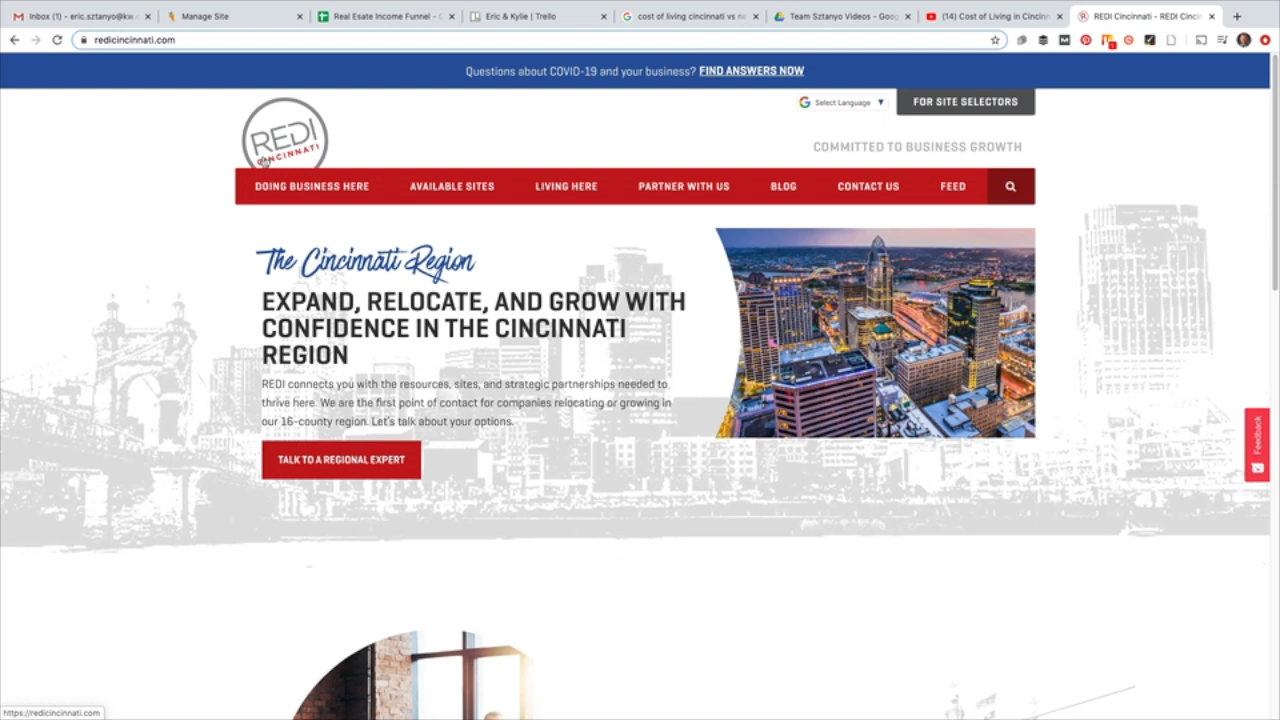 Inbox (1) - eric.sztanyo@kw.
Manage Site
Real Esate Income Funnel - G
Eric & Kylie | Trello
cost of living cincinnati vs ne
Team Sztanyo Videos - Goog
(14) Cost of Living in Cincinn
REDI Cincinnati - REDI Cincin
redicincinnati.com
Questions about COVID-19 and your business? FIND ANSWERS NOW
Select Language ▼
FOR SITE SELECTORS
REDI
CINCINNATI
COMMITTED TO BUSINESS GROWTH
DOING BUSINESS HERE AVAILABLE SITES LIVING HERE PARTNER WITH US BLOG CONTACT US FEED
The Cincinnati Region
EXPAND, RELOCATE, AND GROW WITH
CONFIDENCE IN THE CINCINNATI
REGION
REDI connects you with the resources, sites, and strategic partnerships needed to
thrive here. We are the first point of contact for companies relocating or growing in
our 16-county region. Let's talk about your options.
TALK TO A REGIONAL EXPERT
Feedback
https://redicincinnati.com